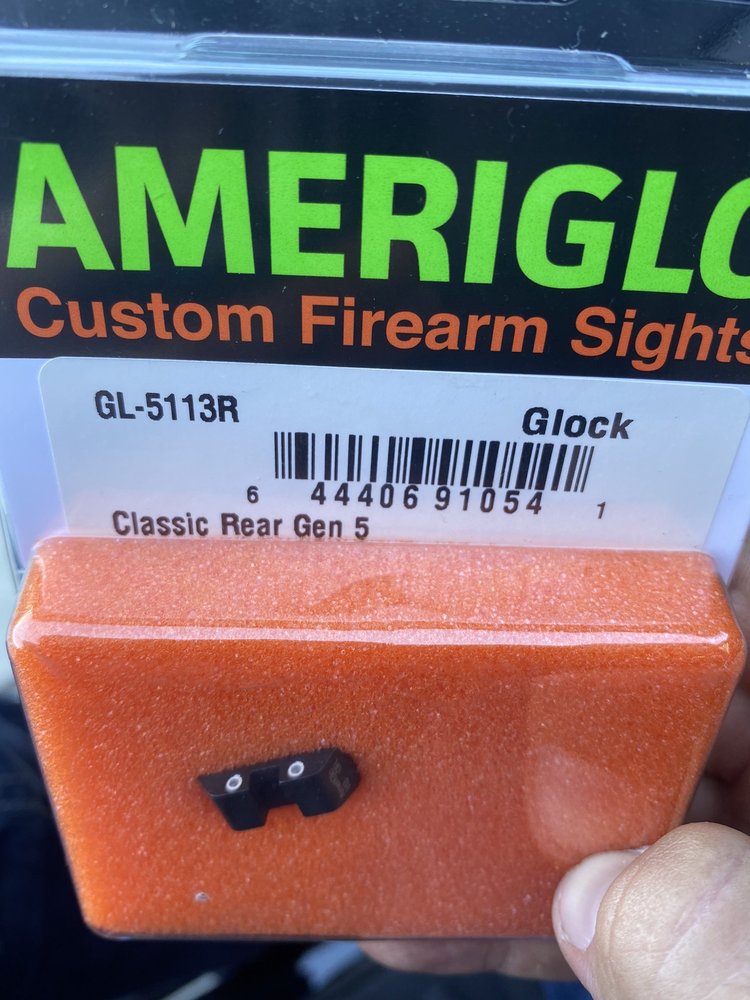 AMERIGLO
Custom Firearm Sights
GL-5113R Glock
6 44406 91054 1
Classic Rear Gen 5